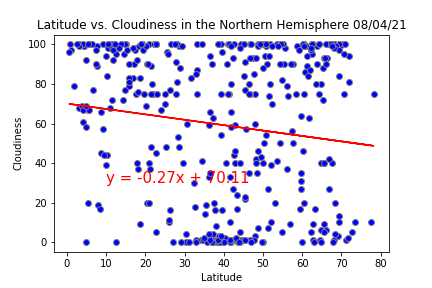 Latitude vs. Cloudiness in the Northern Hemisphere 08/04/21
100
80
60
40
20
0
Cloudiness
y = -0.27x + 70.11
0 10 20 30 40 50 60 70 80
Latitude